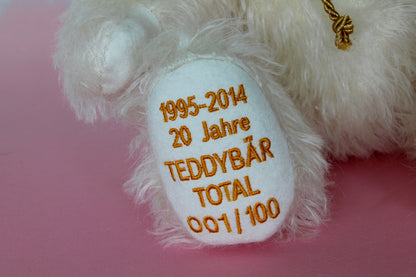 1995-2014
20 Jahre
TEDDYBÄR
TOTAL
001/100